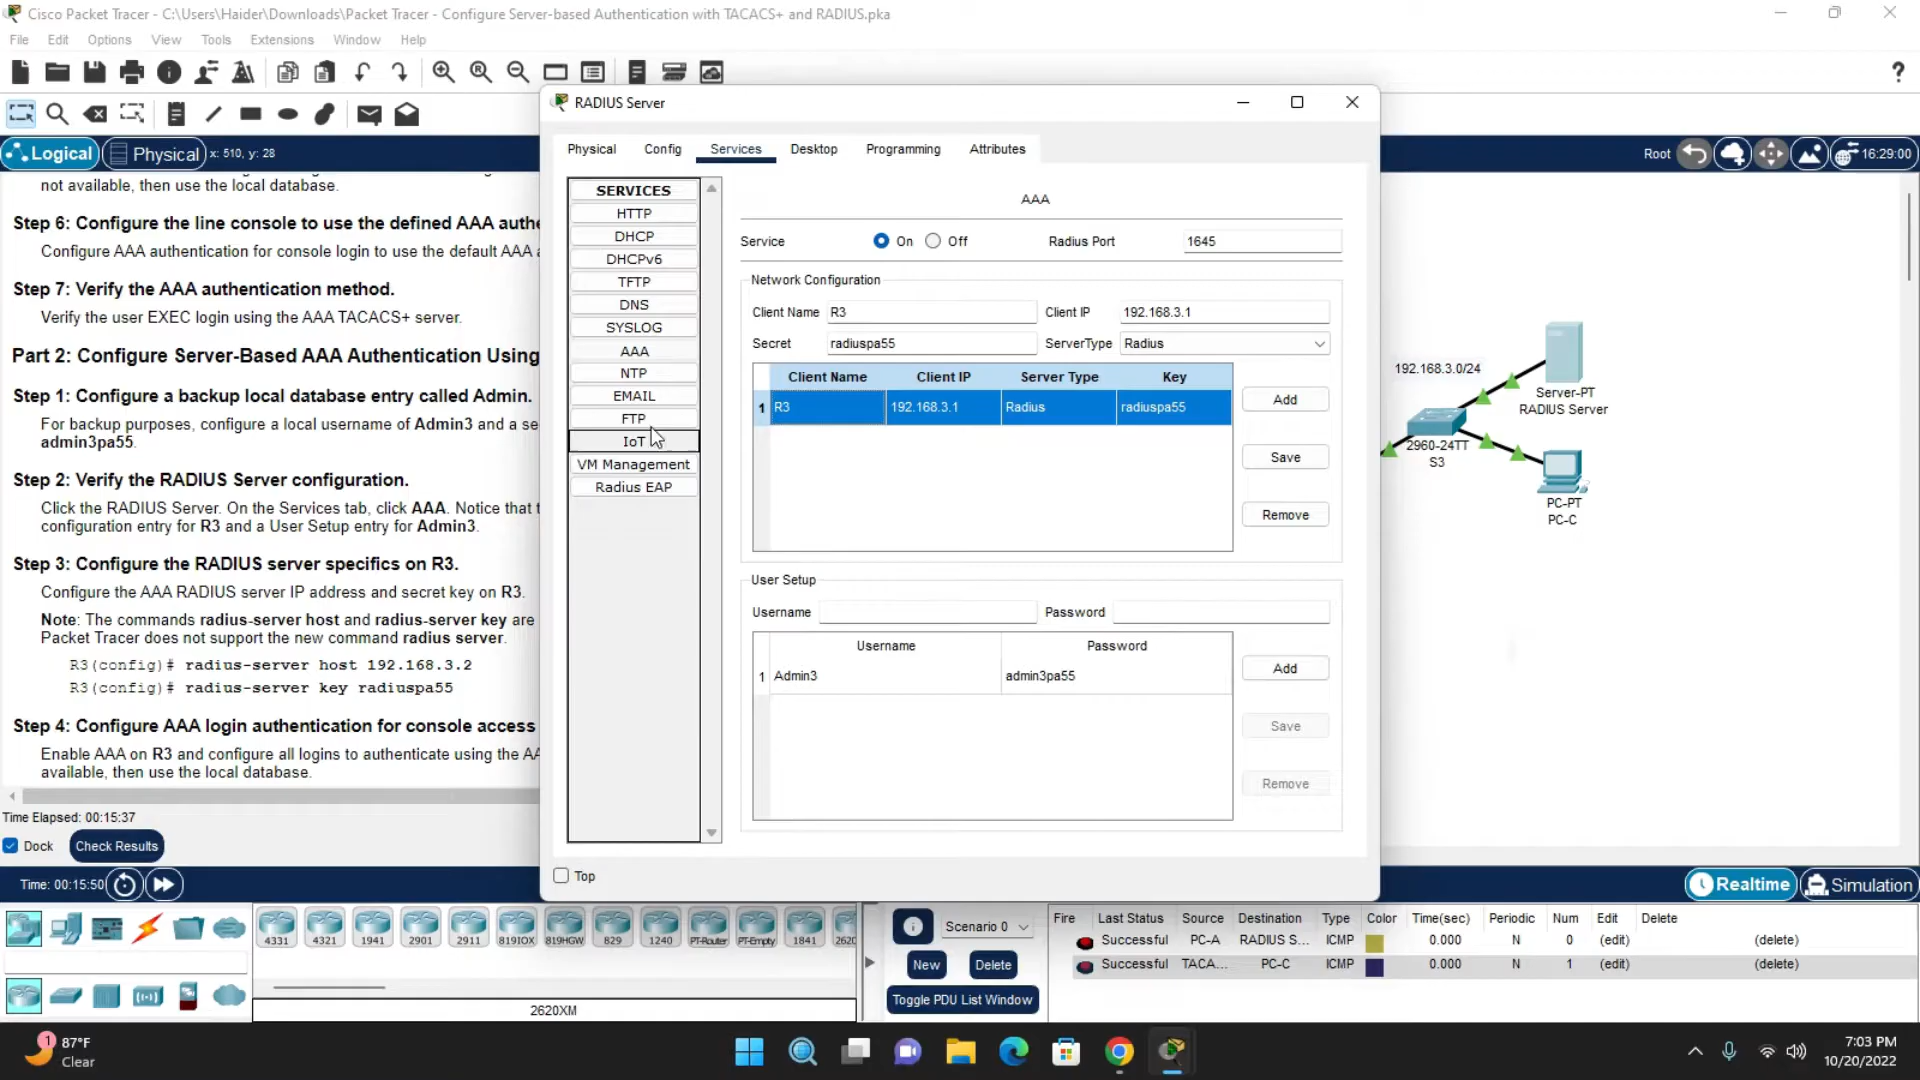 Cisco Packet Tracer - C:\Users\Haider\Downloads\Packet Tracer - Configure Server-based Authentication with TACACS+ and RADIUS.pka
File Edit Options View Tools Extensions Window Help
?
Logical Physical x: 510, y: 28
Root 16:29:00
not available, then use the local database.
Step 6: Configure the line console to use the defined AAA authe
Configure AAA authentication for console login to use the default AAA a
Step 7: Verify the AAA authentication method.
Verify the user EXEC login using the AAA TACACS+ server.
Part 2: Configure Server-Based AAA Authentication Using
Step 1: Configure a backup local database entry called Admin.
For backup purposes, configure a local username of Admin3 and a se
admin3pa55.
Step 2: Verify the RADIUS Server configuration.
Click the RADIUS Server. On the Services tab, click AAA. Notice that t
configuration entry for R3 and a User Setup entry for Admin3.
Step 3: Configure the RADIUS server specifics on R3.
Configure the AAA RADIUS server IP address and secret key on R3.
Note: The commands radius-server host and radius-server key are
Packet Tracer does not support the new command radius server.
R3(config)# radius-server host 192.168.3.2
R3(config)# radius-server key radiuspa55
Step 4: Configure AAA login authentication for console access
Enable AAA on R3 and configure all logins to authenticate using the AA
available, then use the local database.
Time Elapsed: 00:15:37
Dock Check Results
RADIUS Server
Physical Config Services Desktop Programming Attributes
SERVICES
HTTP
DHCP
DHCPv6
TFTP
DNS
SYSLOG
AAA
NTP
EMAIL
FTP
IoT
VM Management
Radius EAP
AAA
Service On Off Radius Port 1645
Network Configuration
Client Name R3 Client IP 192.168.3.1
Secret radiuspa55 ServerType Radius
Client Name Client IP Server Type Key
1 R3 192.168.3.1 Radius radiuspa55
Add
Save
Remove
User Setup
Username Password
Username Password
1 Admin3 admin3pa55
Add
Save
Remove
Top
192.168.3.0/24
Server-PT
RADIUS Server
2960-24TT
S3
PC-PT
PC-C
Time: 00:15:50
Realtime Simulation
4331 4321 1941 2901 2911 819IOX 819HGW 829 1240 PT-Router PT-Empty 1841 2620
2620XM
Scenario 0
New Delete
Toggle PDU List Window
Fire Last Status Source Destination Type Color Time(sec) Periodic Num Edit Delete
Successful PC-A RADIUS S... ICMP 0.000 N 0 (edit) (delete)
Successful TACA... PC-C ICMP 0.000 N 1 (edit) (delete)
1
87°F
Clear
7:03 PM
10/20/2022